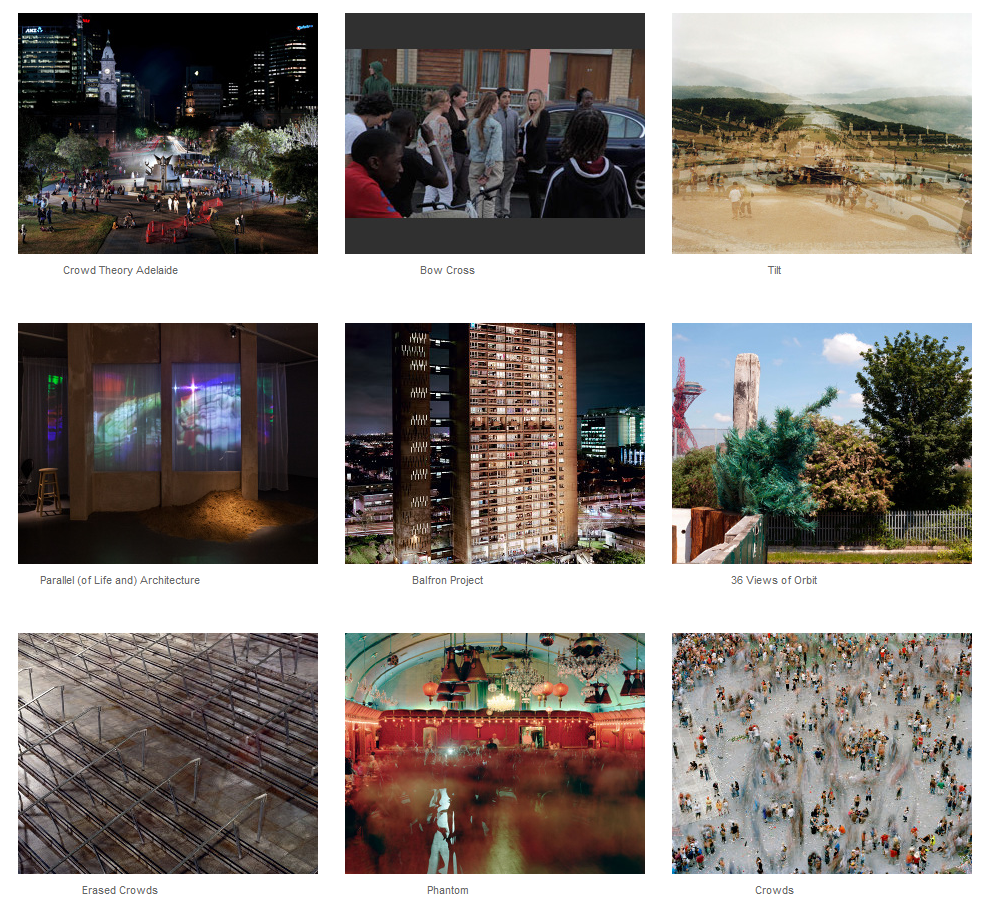 ANZ
Crowd Theory Adelaide
Bow Cross
Tilt
Parallel (of Life and) Architecture
Balfron Project
36 Views of Orbit
Erased Crowds
Phantom
Crowds